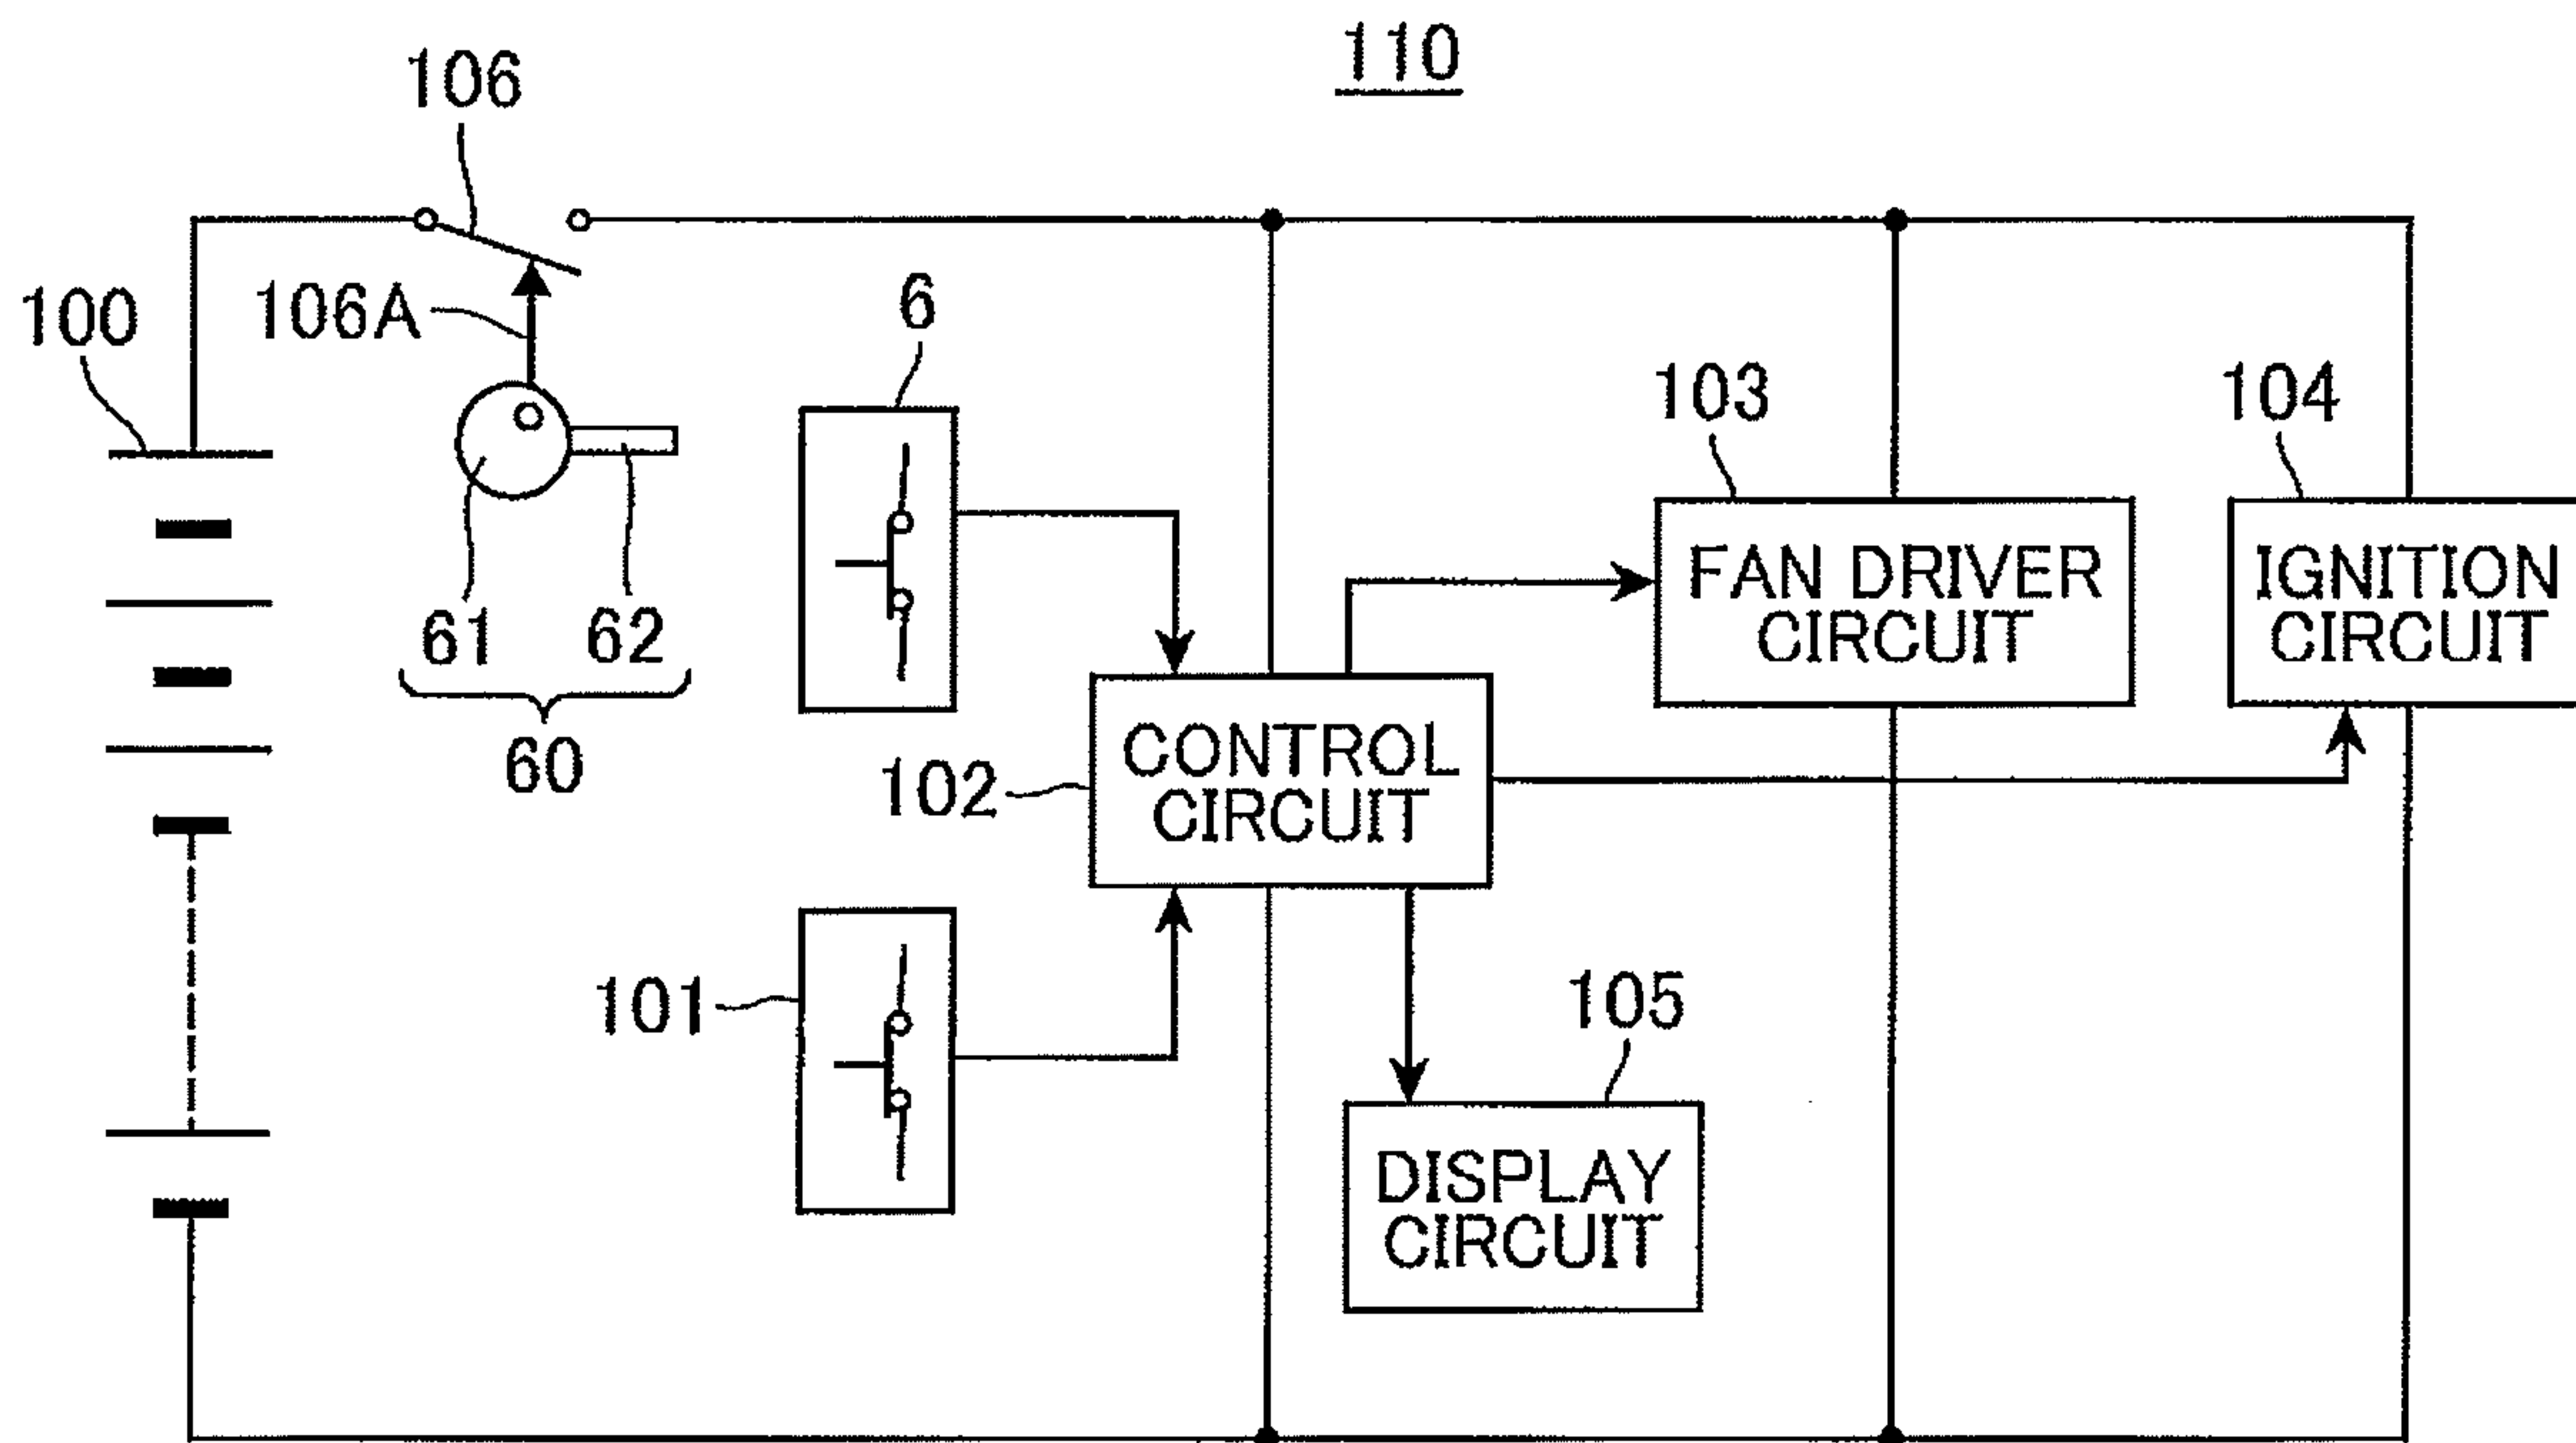 110
106
100
106A
6
103
104
FAN DRIVER
CIRCUIT
IGNITION
CIRCUIT
61
62
60
102
CONTROL
CIRCUIT
101
105
DISPLAY
CIRCUIT